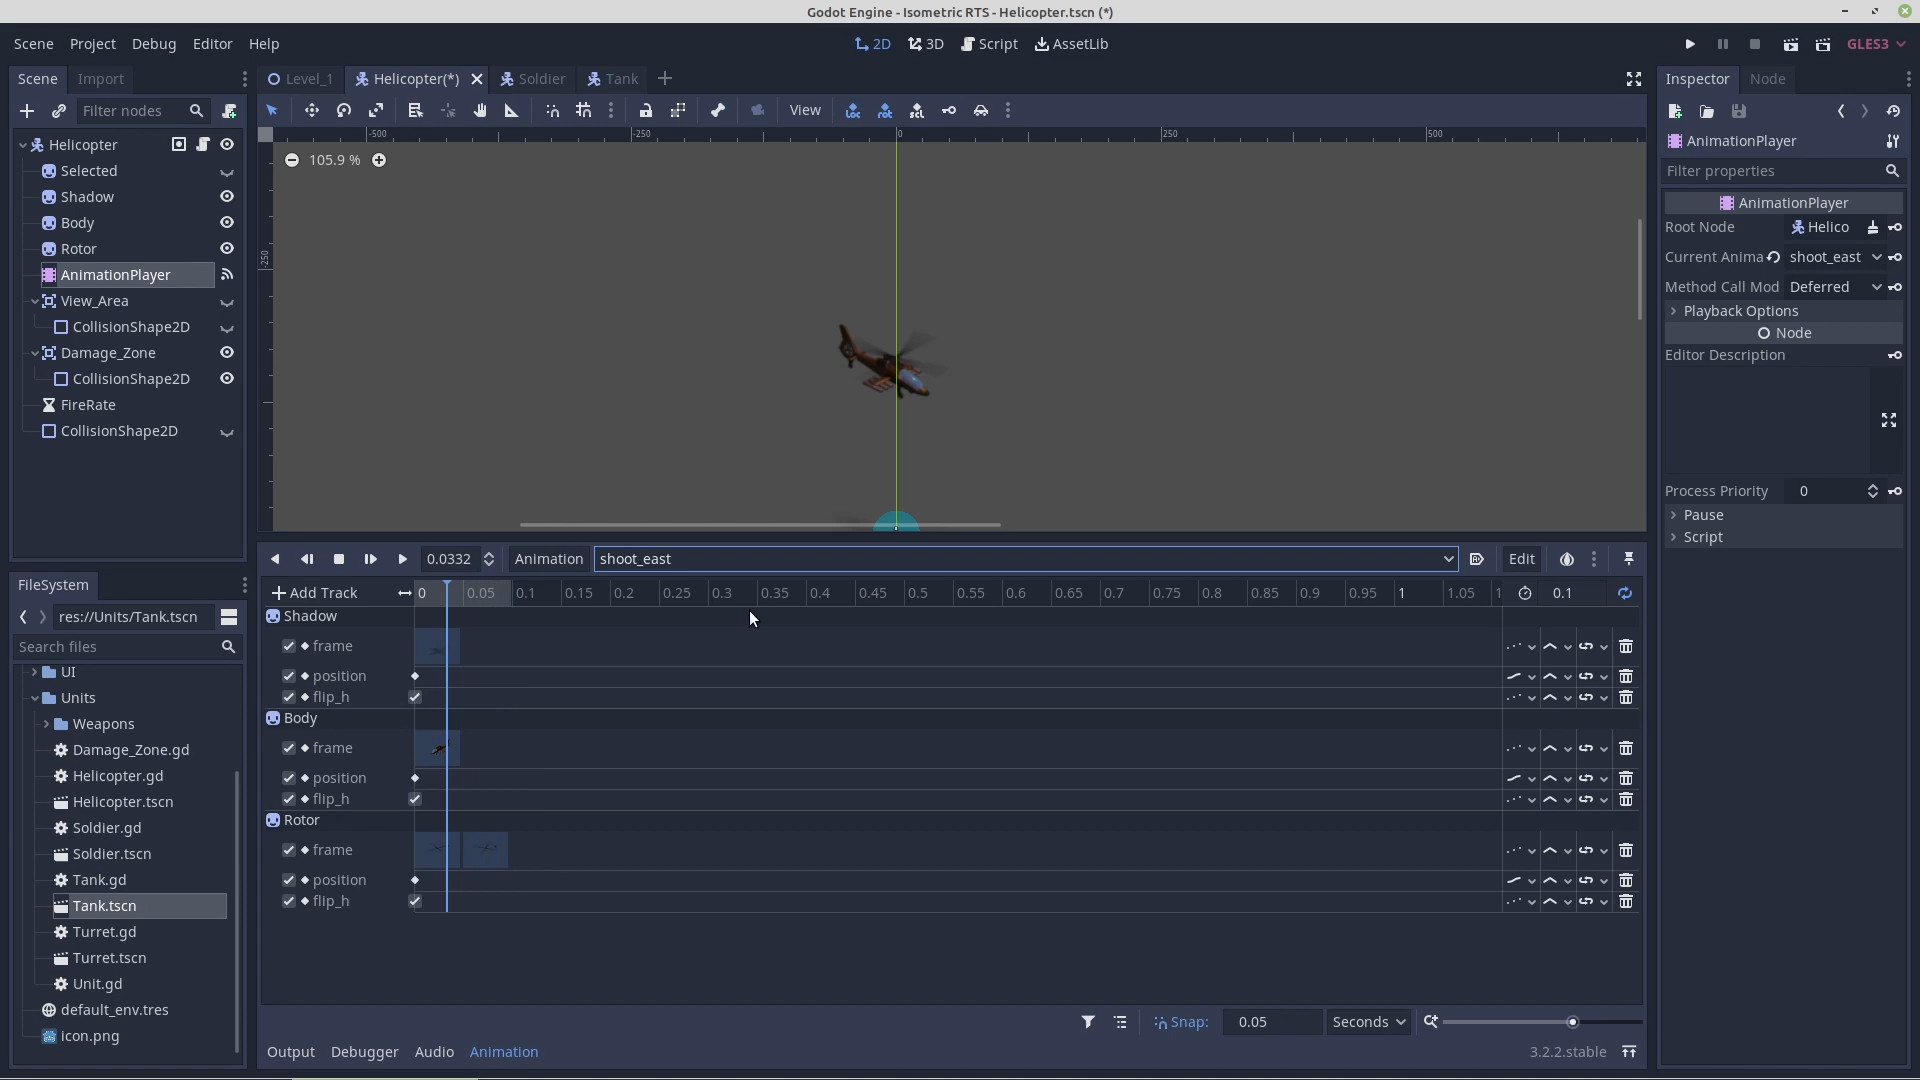 Godot Engine - Isometric RTS - Helicopter.tscn (*)
Scene Project Debug Editor Help
2D 3D Script AssetLib
GLES3
Scene Import
Level_1 Helicopter(*) Soldier Tank
Inspector Node
Filter nodes
View
-500 -250 0 250 500
-250
105.9 %
Helicopter
Selected
Shadow
Body
Rotor
AnimationPlayer
View_Area
CollisionShape2D
Damage_Zone
CollisionShape2D
FireRate
CollisionShape2D
AnimationPlayer
Filter properties
AnimationPlayer
Root Node Helico
Current Anima shoot_east
Method Call Mod Deferred
Playback Options
Node
Editor Description
Process Priority 0
Pause
Script
FileSystem
res://Units/Tank.tscn
Search files
UI
Units
Weapons
Damage_Zone.gd
Helicopter.gd
Helicopter.tscn
Soldier.gd
Soldier.tscn
Tank.gd
Tank.tscn
Turret.gd
Turret.tscn
Unit.gd
default_env.tres
icon.png
0.0332 Animation shoot_east Edit
Add Track 0 0.05 0.1 0.15 0.2 0.25 0.3 0.35 0.4 0.45 0.5 0.55 0.6 0.65 0.7 0.75 0.8 0.85 0.9 0.95 1 1.05 1 0.1
Shadow
frame
position
flip_h
Body
frame
position
flip_h
Rotor
frame
position
flip_h
Snap: 0.05 Seconds
Output Debugger Audio Animation
3.2.2.stable